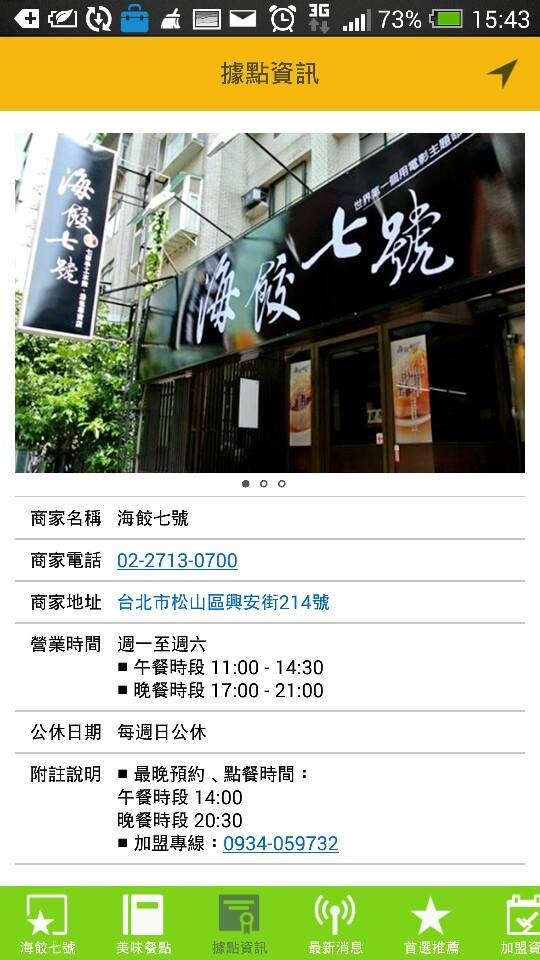 3G 73% 15:43
據點資訊
海餃七號
世界第一個用電影主題
海餃七號
商家名稱 海餃七號
商家電話 02-2713-0700
商家地址 台北市松山區興安街214號
營業時間 週一至週六
■ 午餐時段 11:00 - 14:30
■ 晚餐時段 17:00 - 21:00
公休日期 每週日公休
附註說明 ■ 最晚預約、點餐時間：
午餐時段 14:00
晚餐時段 20:30
■ 加盟專線：0934-059732
海餃七號 美味餐點 據點資訊 最新消息 首選推薦 加盟資